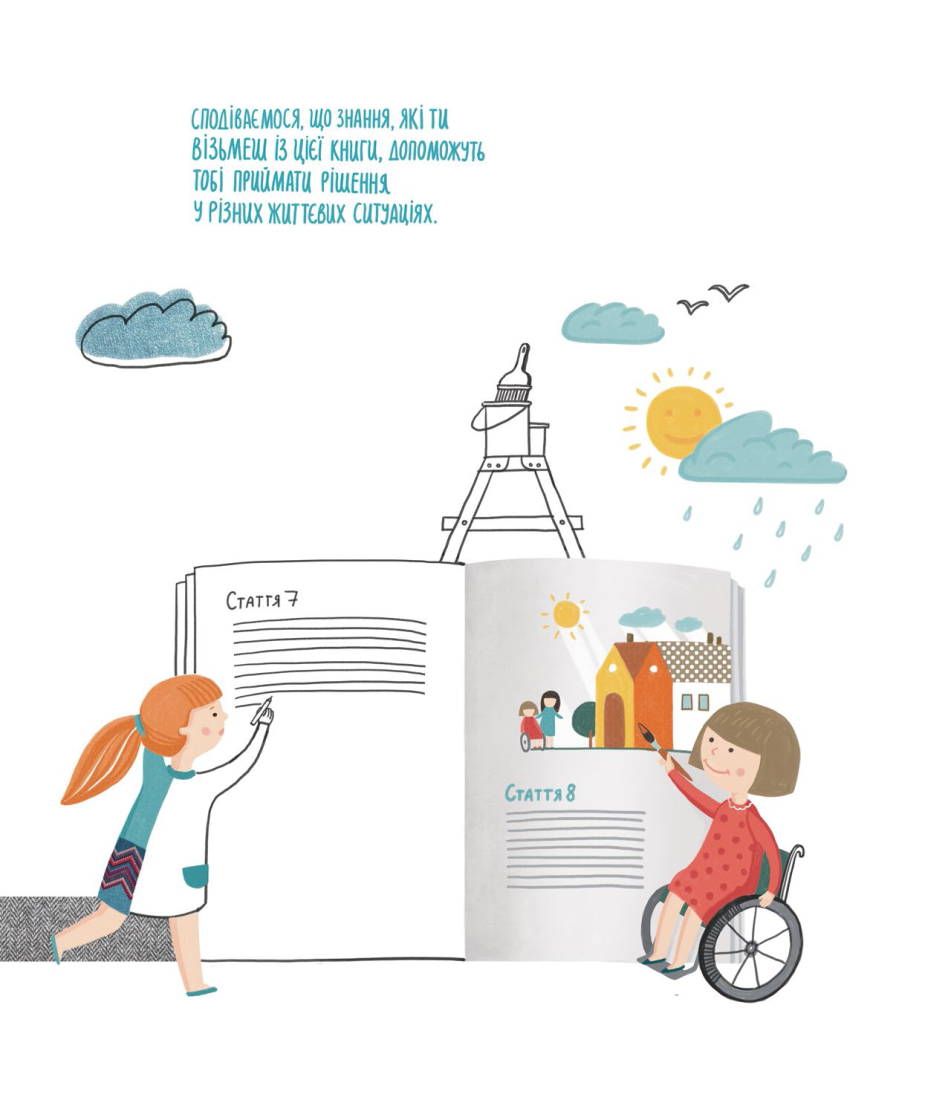 СПОДІВАЄМОСЯ, ЩО ЗНАННЯ, ЯКІ ТИ
ВІЗЬМЕШ ІЗ ЦІЄЇ КНИГИ, ДОПОМОЖУТЬ
ТОБІ ПРИЙМАТИ РІШЕННЯ
У РІЗНИХ ЖИТТЄВИХ СИТУАЦІЯХ.
СТАТТЯ 7
СТАТТЯ 8